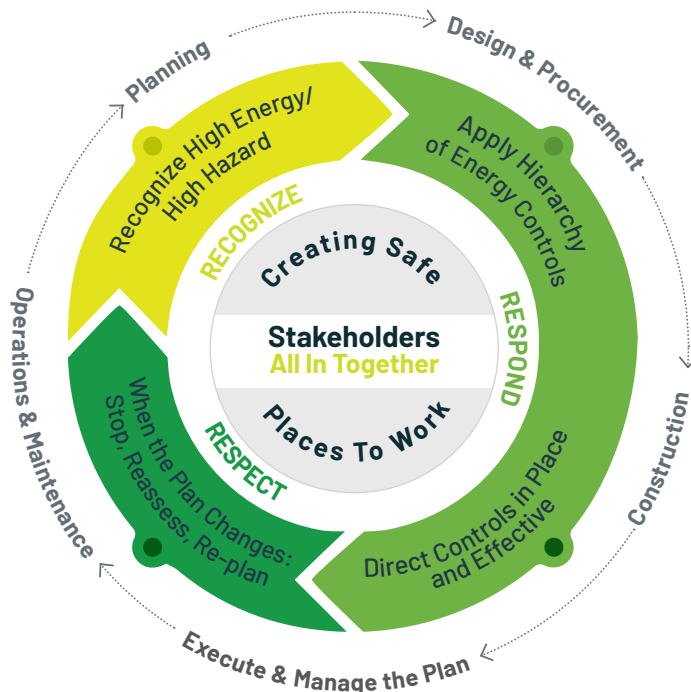 Planning
Design & Procurement
Construction
Execute & Manage the Plan
Operations & Maintenance
Recognize High Energy/
High Hazard
RECOGNIZE
Apply Hierarchy
of Energy Controls
RESPOND
Direct Controls in Place
and Effective
When the Plan Changes:
Stop, Reassess, Re-plan
RESPECT
Creating Safe
Stakeholders
All In Together
Places To Work